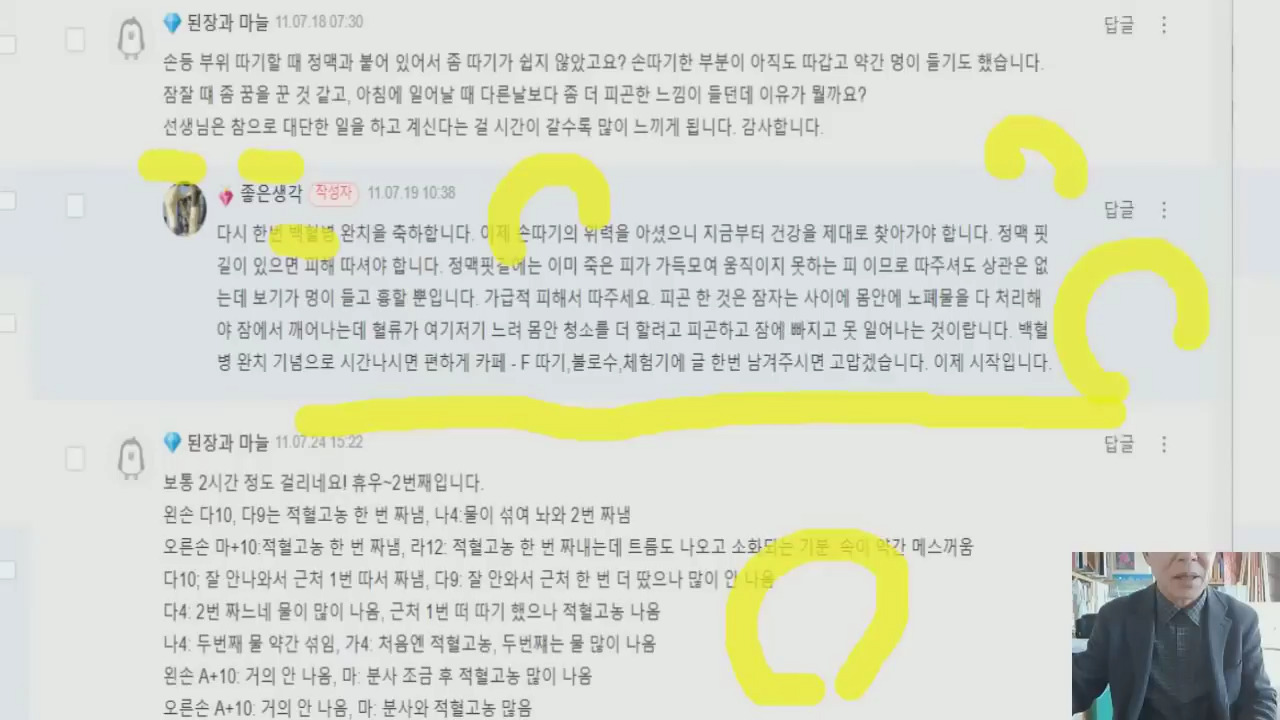 된장과 마늘 11.07.18 07:30 답글
손등 부위 따기할 때 정맥과 붙어 있어서 좀 따기가 쉽지 않았고요? 손따기한 부분이 아직도 따갑고 약간 멍이 들기도 했습니다.
잠잘 떄 좀 꿈을 꾼 것 같고, 아침에 일어날 때 다른날보다 좀 더 피곤한 느낌이 들던데 이유가 뭘까요?
선생님은 참으로 대단한 일을 하고 계신다는 걸 시간이 갈수록 많이 느끼게 됩니다. 감사합니다.
좋은생각 작성자 11.07.19 10:38 답글
다시 한번 백혈병 완치을 축하합니다. 이제 손따기의 위력을 아셨으니 지금부터 건강을 제대로 찾아가야 합니다. 정맥 핏
길이 있으면 피해 따셔야 합니다. 정맥핏길에는 이미 죽은 피가 가득모여 움직이지 못하는 피 이므로 따주셔도 상관은 없
는데 보기가 멍이 들고 흉할 뿐입니다. 가급적 피해서 따주세요. 피곤 한 것은 잠자는 사이에 몸안에 노폐물을 다 처리해
야 잠에서 깨어나는데 혈류가 여기저기 느려 몸안 청소를 더 할려고 피곤하고 잠에 빠지고 못 일어나는 것이랍니다. 백혈
병 완치 기념으로 시간나시면 편하게 카페 - F 따기,불로수,체험기에 글 한번 남겨주시면 고맙겠습니다. 이제 시작입니다.
된장과 마늘 11.07.24 15:22 답글
보통 2시간 정도 걸리네요! 휴우~2번째입니다.
왼손 다10, 다9는 적혈고농 한 번 짜냄, 나4:물이 섞여 놔와 2번 짜냄
오른손 마+10:적혈고농 한 번 짜냄, 라12: 적혈고농 한 번 짜내는데 트름도 나오고 소화되는 기분 속이 약간 메스꺼움
다10; 잘 안나와서 근처 1번 따서 짜냄, 다9: 잘 안와서 근처 한 번 더 땄으나 많이 안 나옴
다4: 2번 짜느네 물이 많이 나옴, 근처 1번 떠 따기 했으나 적혈고농 나옴
나4: 두번째 물 약간 섞임, 가4: 처음엔 적혈고농, 두번째는 물 많이 나옴
왼손 A+10: 거의 안 나옴, 마: 분사 조금 후 적혈고농 많이 나옴
오른손 A+10: 거의 안 나옴, 마: 분사와 적혈고농 많음